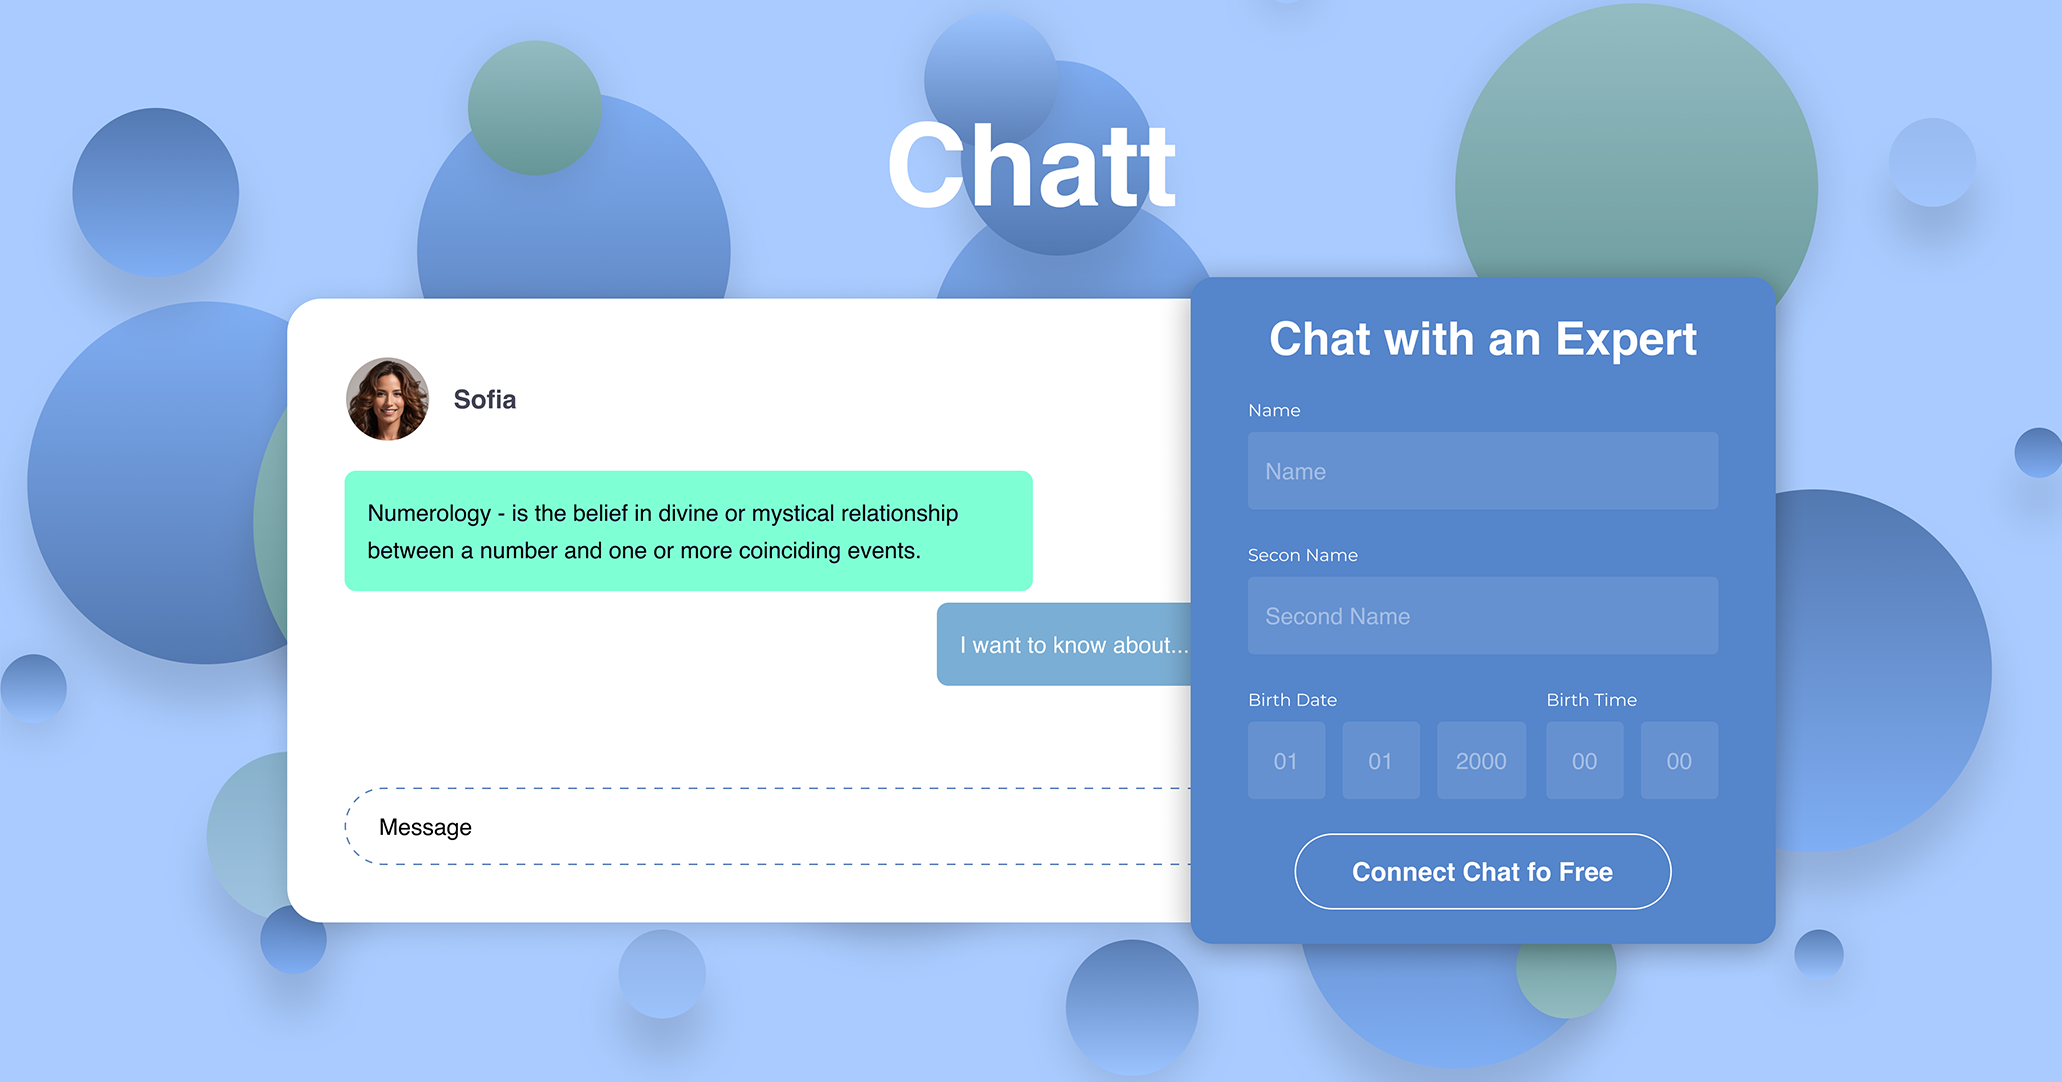 Chatt
Sofia
Numerology - is the belief in divine or mystical relationship
between a number and one or more coinciding events.
I want to know about...
Message
Chat with an Expert
Name
Name
Secon Name
Second Name
Birth Date Birth Time
01 01 2000 00 00
Connect Chat fo Free